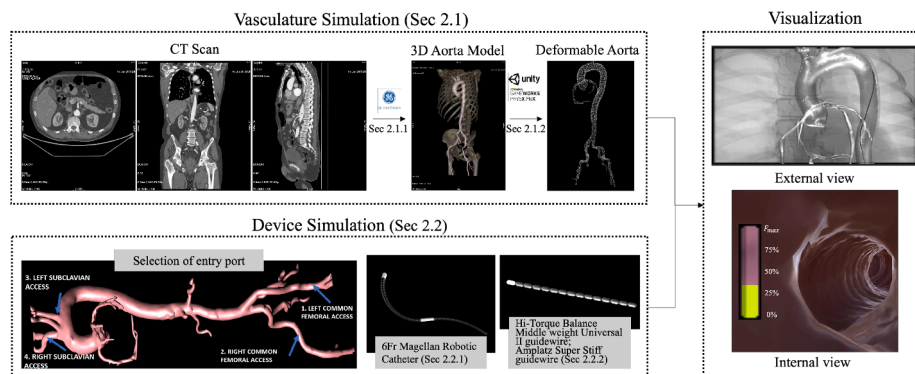 Vasculature Simulation (Sec 2.1)
CT Scan
3D Aorta Model
Deformable Aorta
Sec 2.1.1
unity
Sec 2.1.2
Device Simulation (Sec 2.2)
Selection of entry port
3. LEFT SUBCLAVIAN
ACCESS
1. LEFT COMMON
FEMORAL ACCESS
2. RIGHT COMMON
FEMORAL ACCESS
4. RIGHT SUBCLAVIAN
ACCESS
6Fr Magellan Robotic
Catheter (Sec 2.2.1)
Hi-Torque Balance
Middle weight Universal
II guidewire;
Amplatz Super Stiff
guidewire (Sec 2.2.2)
Visualization
External view
Fmax
75%
50%
25%
0%
Internal view